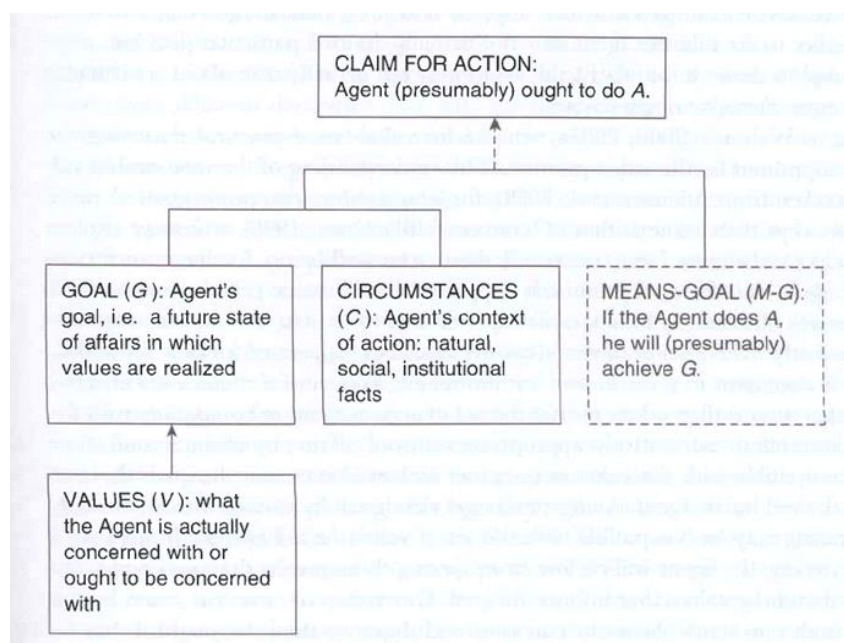 CLAIM FOR ACTION:
Agent (presumably) ought to do A.
GOAL (G): Agent's
goal, i.e. a future state
of affairs in which
values are realized
CIRCUMSTANCES
(C): Agent's context
of action: natural,
social, institutional
facts
MEANS-GOAL (M-G):
If the Agent does A,
he will (presumably)
achieve G.
VALUES (V): what
the Agent is actually
concerned with or
ought to be concerned
with